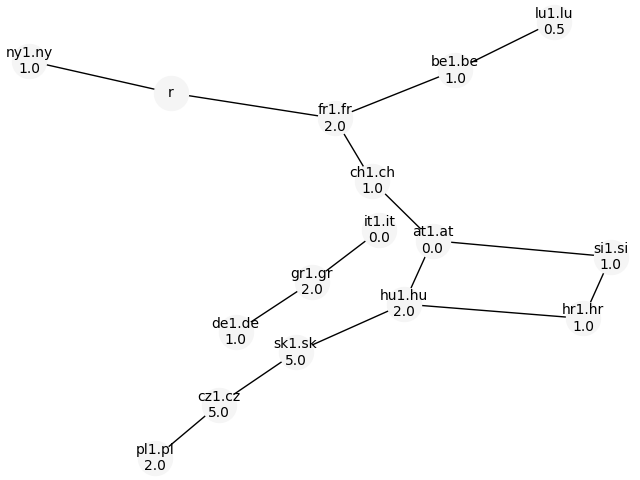 lu1.lu
0.5
ny1.ny
1.0
be1.be
1.0
r
fr1.fr
2.0
ch1.ch
1.0
it1.it
0.0
at1.at
0.0
si1.si
1.0
gr1.gr
2.0
hu1.hu
2.0
hr1.hr
1.0
de1.de
1.0
sk1.sk
5.0
cz1.cz
5.0
pl1.pl
2.0